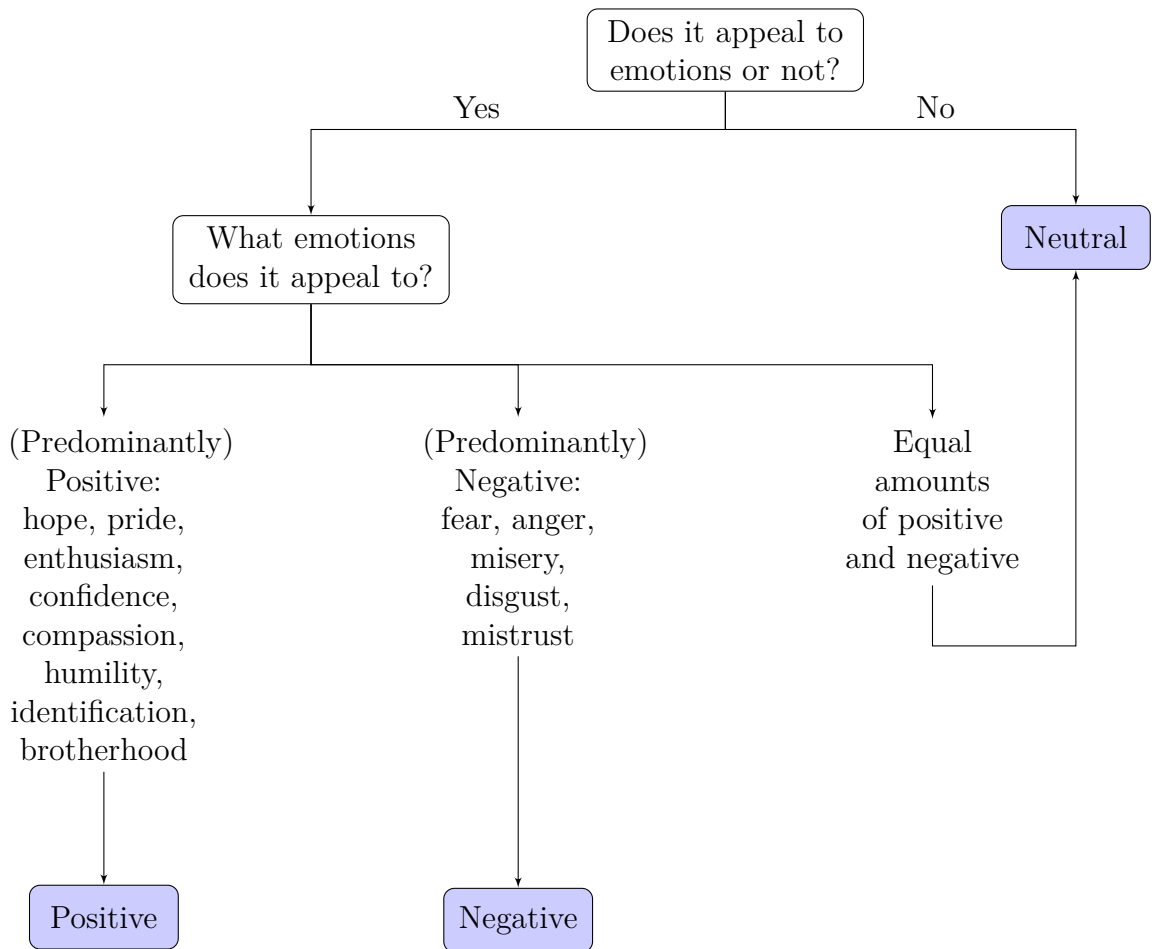 Does it appeal to
emotions or not?
Yes
No
What emotions
does it appeal to?
Neutral
(Predominantly)
Positive:
hope, pride,
enthusiasm,
confidence,
compassion,
humility,
identification,
brotherhood
(Predominantly)
Negative:
fear, anger,
misery,
disgust,
mistrust
Equal
amounts
of positive
and negative
Positive
Negative